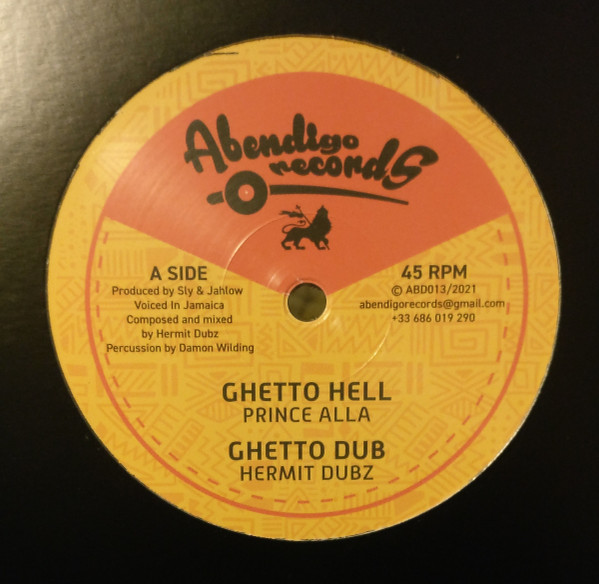 Abendigo
records
A SIDE
Produced by Sly & Jahlow
Voiced In Jamaica
Composed and mixed
by Hermit Dubz
Percussion by Damon Wilding
45 RPM
© ABD013/2021
abendigorecords@gmail.com
+33 686 019 290
GHETTO HELL
PRINCE ALLA
GHETTO DUB
HERMIT DUBZ